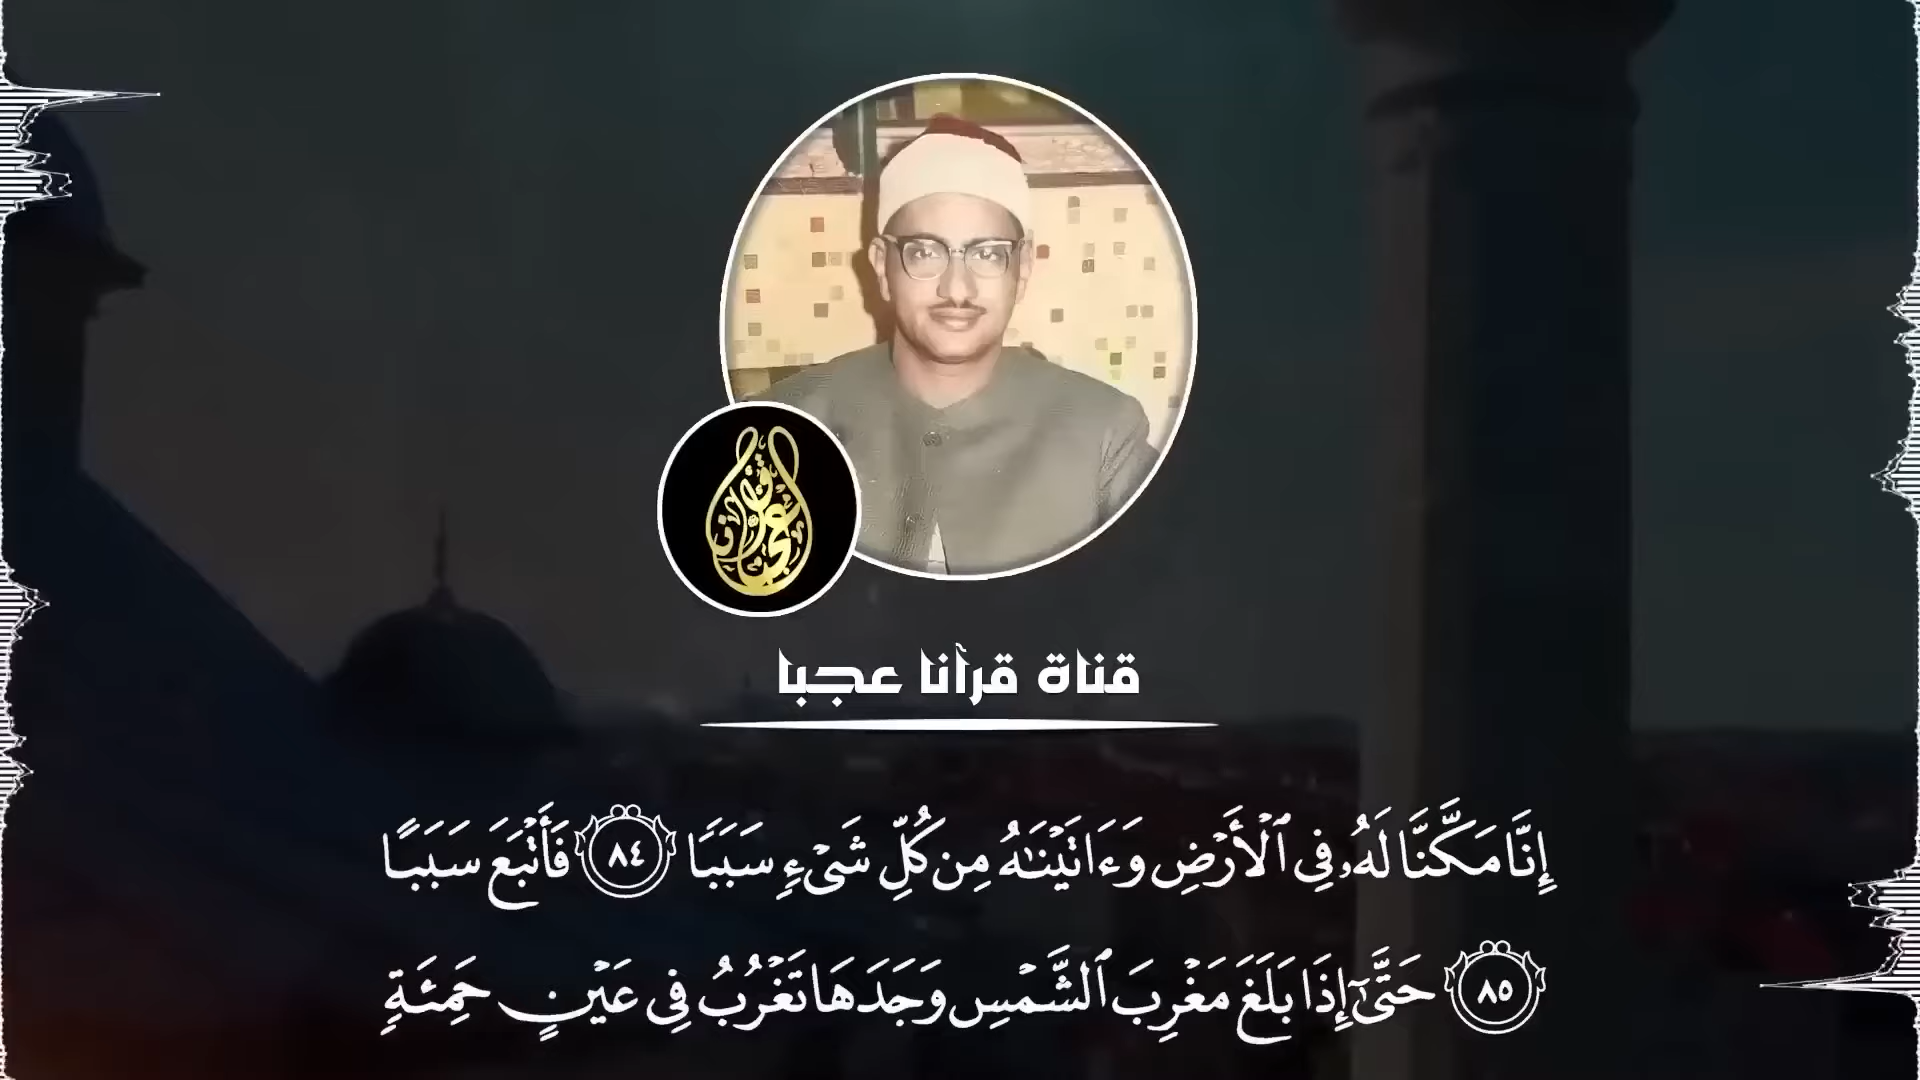 قناة قرآنا عجبا
إِنَّا مَكَّنَّا لَهُۥ فِى ٱلْأَرْضِ وَءَاتَيْنَٰهُ مِن كُلِّ شَىْءٍ سَبَبًا ٨٤ فَأَتْبَعَ سَبَبًا
٨٥ حَتَّىٰٓ إِذَا بَلَغَ مَغْرِبَ ٱلشَّمْسِ وَجَدَهَا تَغْرُبُ فِى عَيْنٍ حَمِئَةٍ